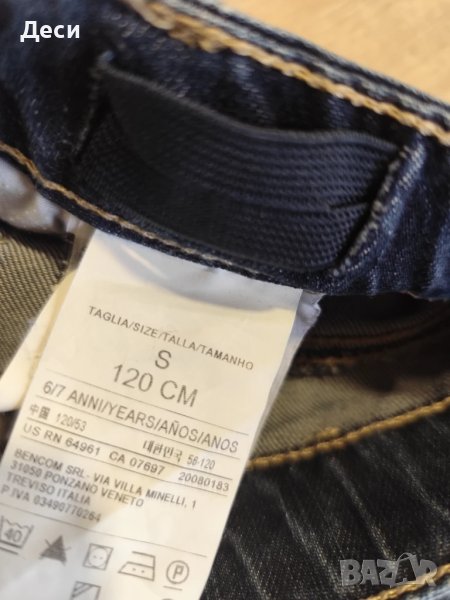 Деси
TAGLIA/SIZE/TALLA/TAMANHO
S
120 CM
6/7 ANNI/YEARS/AÑOS/ANOS
中国 120/53 대한민국 56-120
US RN 64961 CA 07697 20080183
BENCOM SRL- VIA VILLA MINELLI, 1
31050 PONZANO VENETO
TREVISO ITALIA
P.IVA 03490770264
40
P
BAZAR